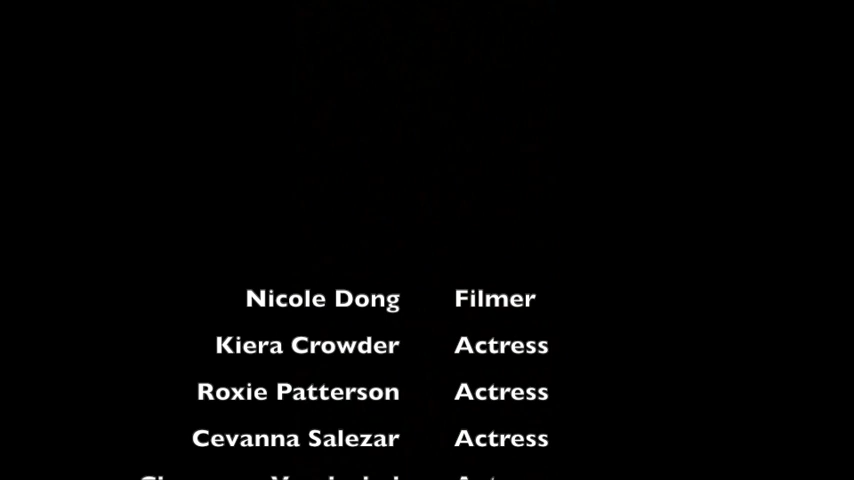 Nicole Dong Filmer
Kiera Crowder Actress
Roxie Patterson Actress
Cevanna Salezar Actress